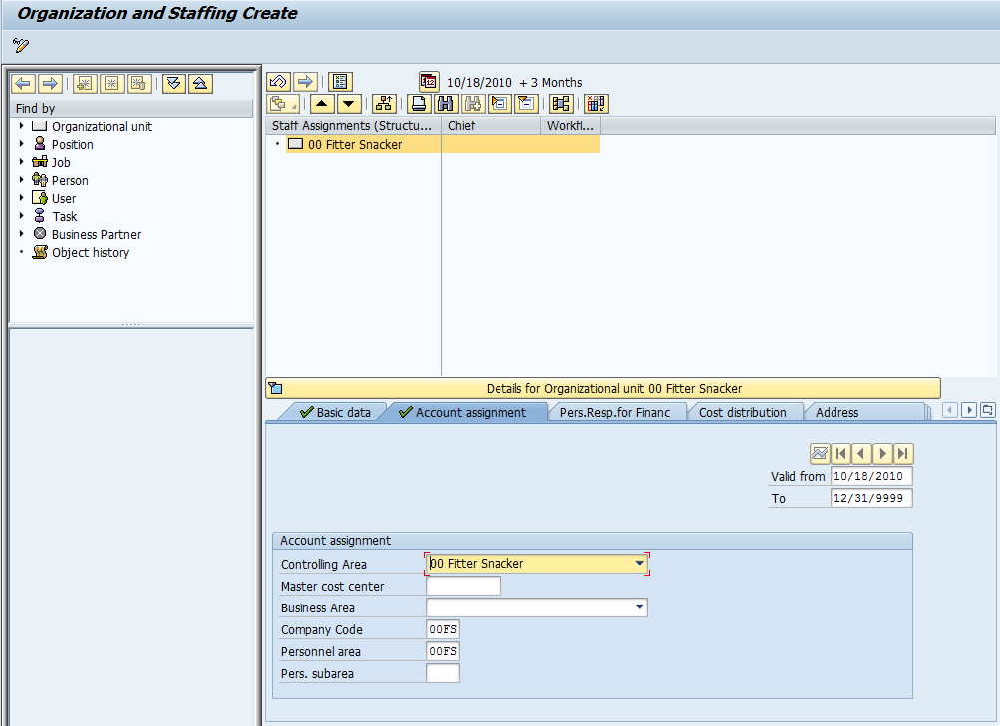 Organization and Staffing Create
10/18/2010 + 3 Months
Find by
Organizational unit
Position
Job
Person
User
Task
Business Partner
Object history
Staff Assignments (Structu... Chief Workfl...
00 Fitter Snacker
Details for Organizational unit 00 Fitter Snacker
Basic data Account assignment Pers.Resp.for Financ Cost distribution Address
Valid from 10/18/2010
To 12/31/9999
Account assignment
Controlling Area 00 Fitter Snacker
Master cost center
Business Area
Company Code 00FS
Personnel area 00FS
Pers. subarea